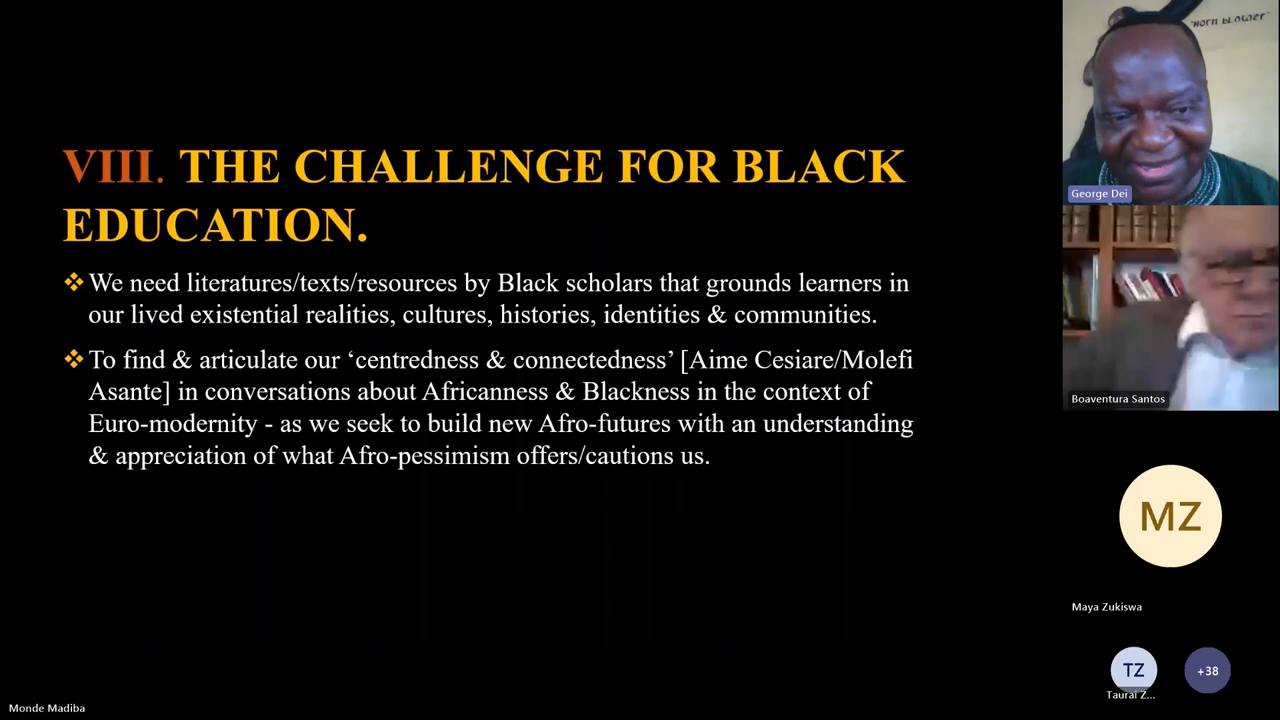 VIII. THE CHALLENGE FOR BLACK
EDUCATION.
❖We need literatures/texts/resources by Black scholars that grounds learners in
our lived existential realities, cultures, histories, identities & communities.
❖To find & articulate our ‘centredness & connectedness’ [Aime Cesiare/Molefi
Asante] in conversations about Africanness & Blackness in the context of
Euro-modernity - as we seek to build new Afro-futures with an understanding
& appreciation of what Afro-pessimism offers/cautions us.
"HORN BLOWER"
George Dei
Boaventura Santos
MZ
Maya Zukiswa
TZ
+38
Taurai Z...
Monde Madiba